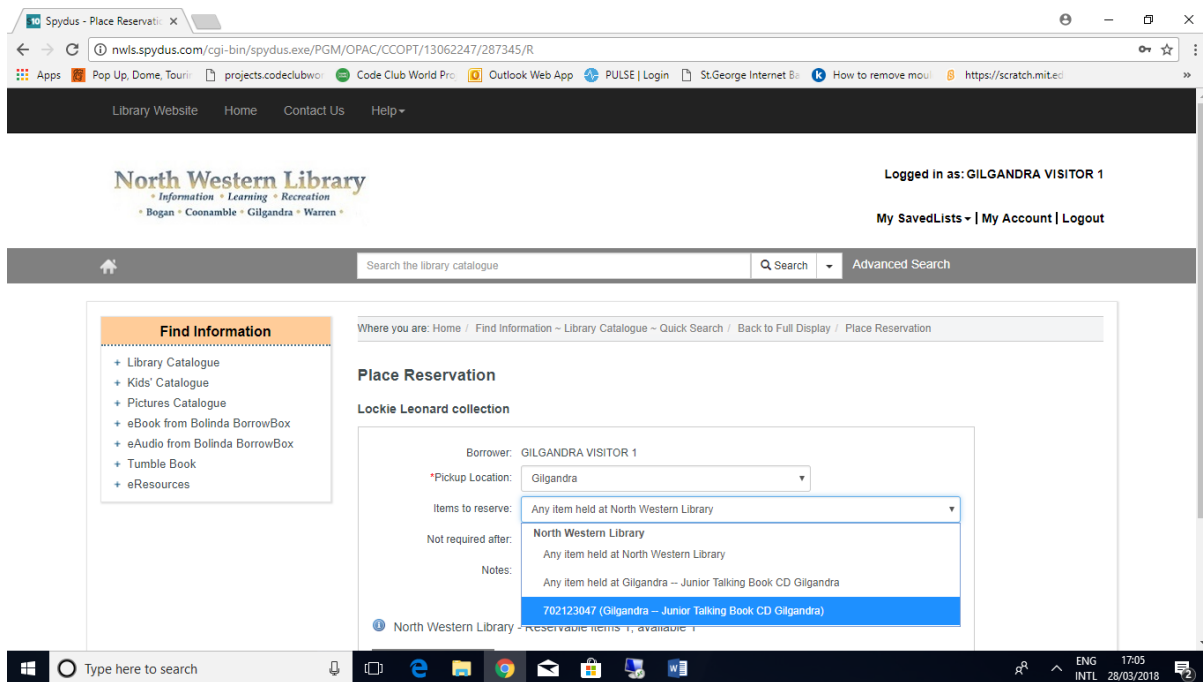 Spydus - Place Reservatic
nwls.spydus.com/cgi-bin/spydus.exe/PGM/OPAC/CCOPT/13062247/287345/R
Apps Pop Up, Dome, Tourin projects.codeclubwor Code Club World Pro Outlook Web App PULSE | Login St.George Internet Ba How to remove moul https://scratch.mit.ed »
Library Website Home Contact Us Help
North Western Library
• Information • Learning • Recreation
• Bogan • Coonamble • Gilgandra • Warren •
Logged in as: GILGANDRA VISITOR 1
My SavedLists | My Account | Logout
Search the library catalogue Search Advanced Search
Find Information
+ Library Catalogue
+ Kids' Catalogue
+ Pictures Catalogue
+ eBook from Bolinda BorrowBox
+ eAudio from Bolinda BorrowBox
+ Tumble Book
+ eResources
Where you are: Home / Find Information ~ Library Catalogue ~ Quick Search / Back to Full Display / Place Reservation
Place Reservation
Lockie Leonard collection
Borrower: GILGANDRA VISITOR 1
*Pickup Location: Gilgandra
Items to reserve: Any item held at North Western Library
North Western Library
Not required after:
Any item held at North Western Library
Notes:
Any item held at Gilgandra -- Junior Talking Book CD Gilgandra
702123047 (Gilgandra -- Junior Talking Book CD Gilgandra)
North Western Library - Reservable items 1, available 1
Type here to search
ENG 17:05
INTL 28/03/2018 2